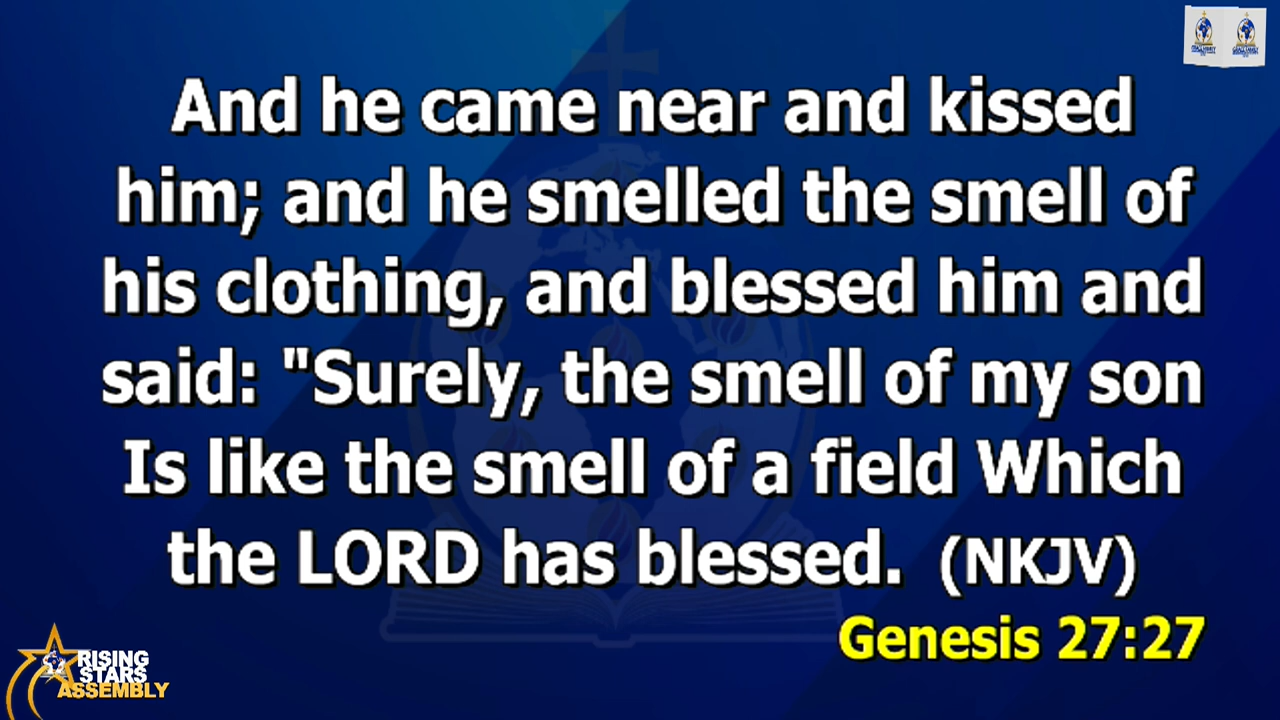 And he came near and kissed
him; and he smelled the smell of
his clothing, and blessed him and
said: "Surely, the smell of my son
Is like the smell of a field Which
the LORD has blessed. (NKJV)
Genesis 27:27
RISING
STARS
ASSEMBLY